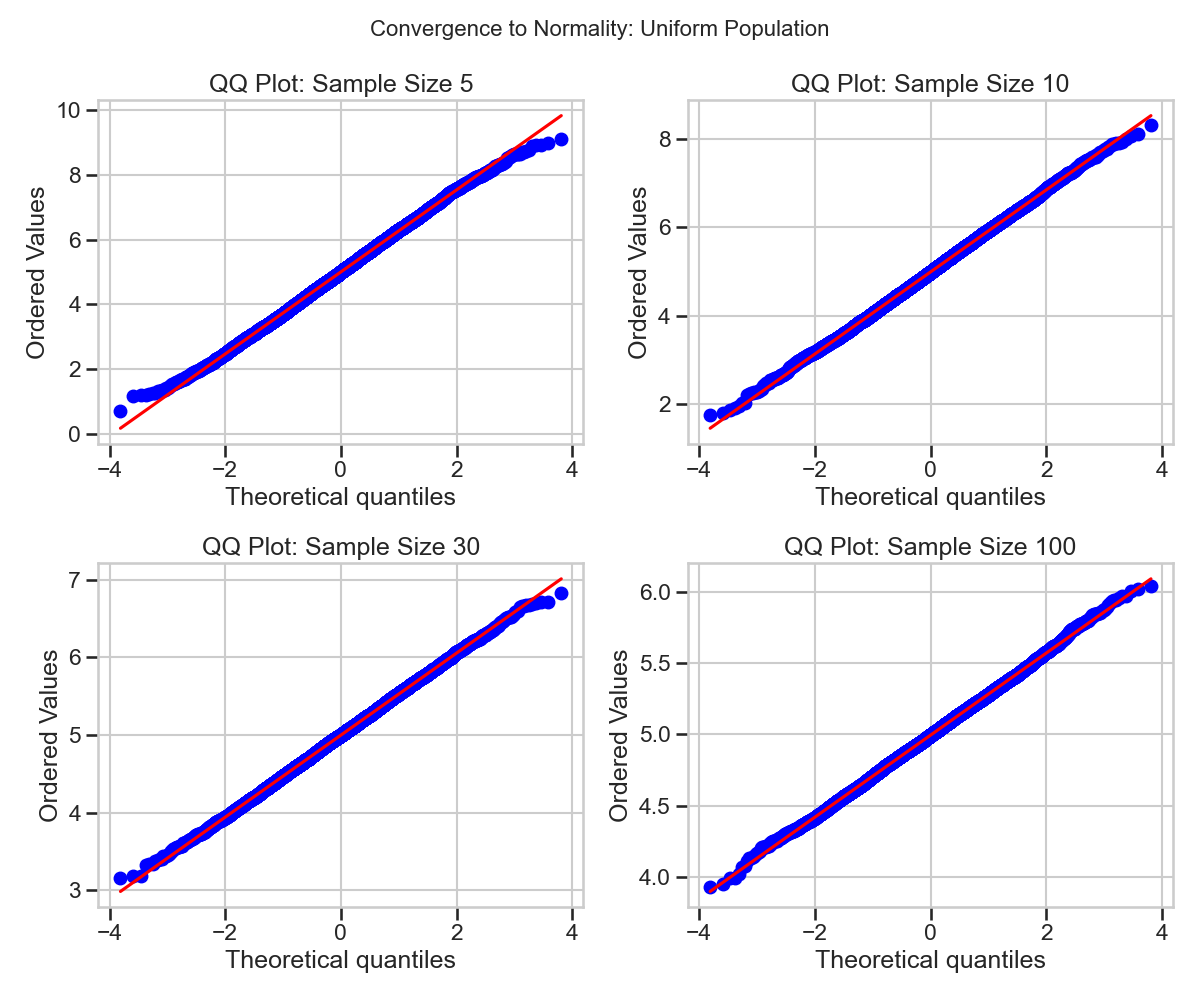 Convergence to Normality: Uniform Population
QQ Plot: Sample Size 5
10
8
6
4
2
0
Ordered Values
−4 −2 0 2 4
Theoretical quantiles
QQ Plot: Sample Size 10
8
6
4
2
Ordered Values
−4 −2 0 2 4
Theoretical quantiles
QQ Plot: Sample Size 30
7
6
5
4
3
Ordered Values
−4 −2 0 2 4
Theoretical quantiles
QQ Plot: Sample Size 100
6.0
5.5
5.0
4.5
4.0
Ordered Values
−4 −2 0 2 4
Theoretical quantiles